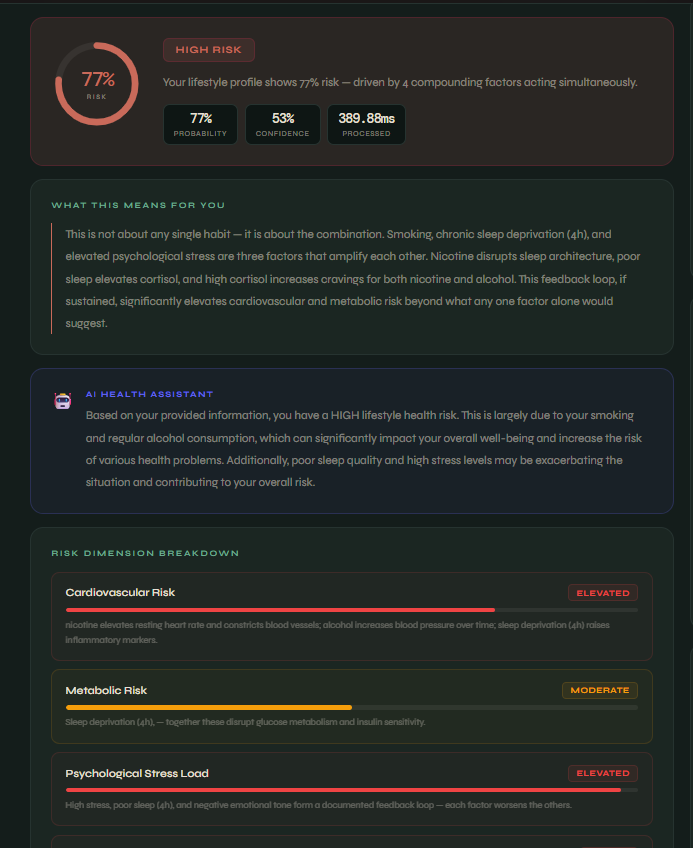 77%
RISK
HIGH RISK
Your lifestyle profile shows 77% risk — driven by 4 compounding factors acting simultaneously.
77%
PROBABILITY
53%
CONFIDENCE
389.88ms
PROCESSED
WHAT THIS MEANS FOR YOU
This is not about any single habit — it is about the combination. Smoking, chronic sleep deprivation (4h), and
elevated psychological stress are three factors that amplify each other. Nicotine disrupts sleep architecture, poor
sleep elevates cortisol, and high cortisol increases cravings for both nicotine and alcohol. This feedback loop, if
sustained, significantly elevates cardiovascular and metabolic risk beyond what any one factor alone would
suggest.
AI HEALTH ASSISTANT
Based on your provided information, you have a HIGH lifestyle health risk. This is largely due to your smoking
and regular alcohol consumption, which can significantly impact your overall well-being and increase the risk
of various health problems. Additionally, poor sleep quality and high stress levels may be exacerbating the
situation and contributing to your overall risk.
RISK DIMENSION BREAKDOWN
Cardiovascular Risk
ELEVATED
nicotine elevates resting heart rate and constricts blood vessels; alcohol increases blood pressure over time; sleep deprivation (4h) raises
inflammatory markers.
Metabolic Risk
MODERATE
Sleep deprivation (4h), — together these disrupt glucose metabolism and insulin sensitivity.
Psychological Stress Load
ELEVATED
High stress, poor sleep (4h), and negative emotional tone form a documented feedback loop — each factor worsens the others.